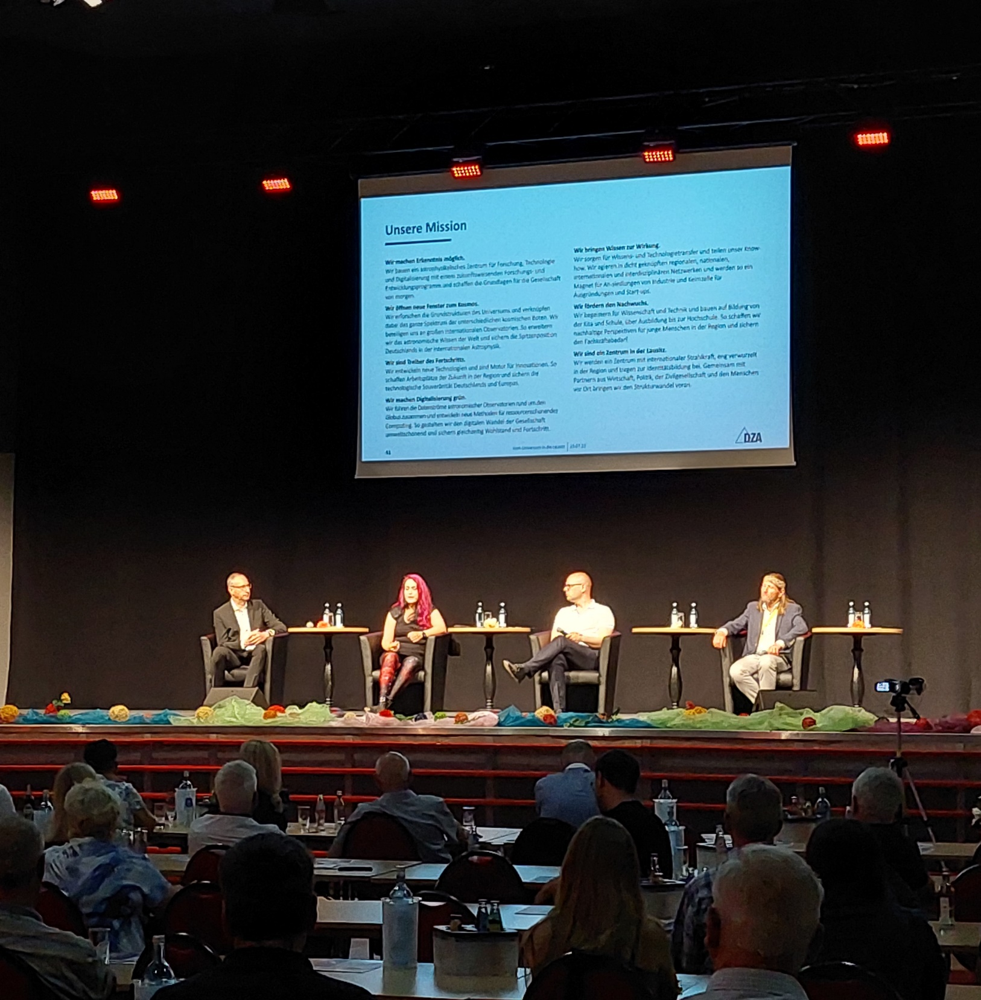 Unsere Mission
Wir machen Erkenntnis möglich.
Wir bauen ein astrophysikalisches Zentrum für Forschung, Technologie
und Digitalisierung mit einem zukunftsweisenden Forschungs- und
Entwicklungsprogramm und schaffen die Grundlagen für die Gesellschaft
von morgen.
Wir öffnen neue Fenster zum Kosmos.
Wir erforschen die Grundstrukturen des Universums und verknüpfen
dabei das ganze Spektrum der unterschiedlichen kosmischen Boten. Wir
beteiligen uns an großen internationalen Observatorien. So erweitern
wir das astronomische Wissen der Welt und sichern die Spitzenposition
Deutschlands in der internationalen Astrophysik.
Wir sind Treiber des Fortschritts.
Wir entwickeln neue Technologien und sind Motor für Innovationen. So
schaffen Arbeitsplätze der Zukunft in der Region und sichern die
technologische Souveränität Deutschlands und Europas.
Wir machen Digitalisierung grün.
Wir führen die Datenströme astronomischer Observatorien rund um den
Globus zusammen und entwickeln neue Methoden für ressourcenschonendes
Computing. So gestalten wir den digitalen Wandel der Gesellschaft
umweltschonend und sichern gleichzeitig Wohlstand und Fortschritt.
Wir bringen Wissen zur Wirkung.
Wir sorgen für Wissens- und Technologietransfer und teilen unser Know-
how. Wir agieren in dicht geknüpften regionalen, nationalen,
internationalen und interdisziplinären Netzwerken und werden so ein
Magnet für Ansiedlungen von Industrie und Keimzelle für
Ausgründungen und Start-ups.
Wir fördern den Nachwuchs.
Wir begeistern für Wissenschaft und Technik und bauen auf Bildung von
der Kita und Schule, über Ausbildung bis zur Hochschule. So schaffen wir
nachhaltige Perspektiven für junge Menschen in der Region und sichern
den Fachkräftebedarf
Wir sind ein Zentrum in der Lausitz.
Wir werden ein Zentrum mit internationaler Strahlkraft, eng verwurzelt
in der Region und tragen zur Identitätsbildung bei. Gemeinsam mit
Partnern aus Wirtschaft, Politik, der Zivilgesellschaft und den Menschen
vor Ort bringen wir den Strukturwandel voran.
41
Vom Universum in die Lausitz
DZA